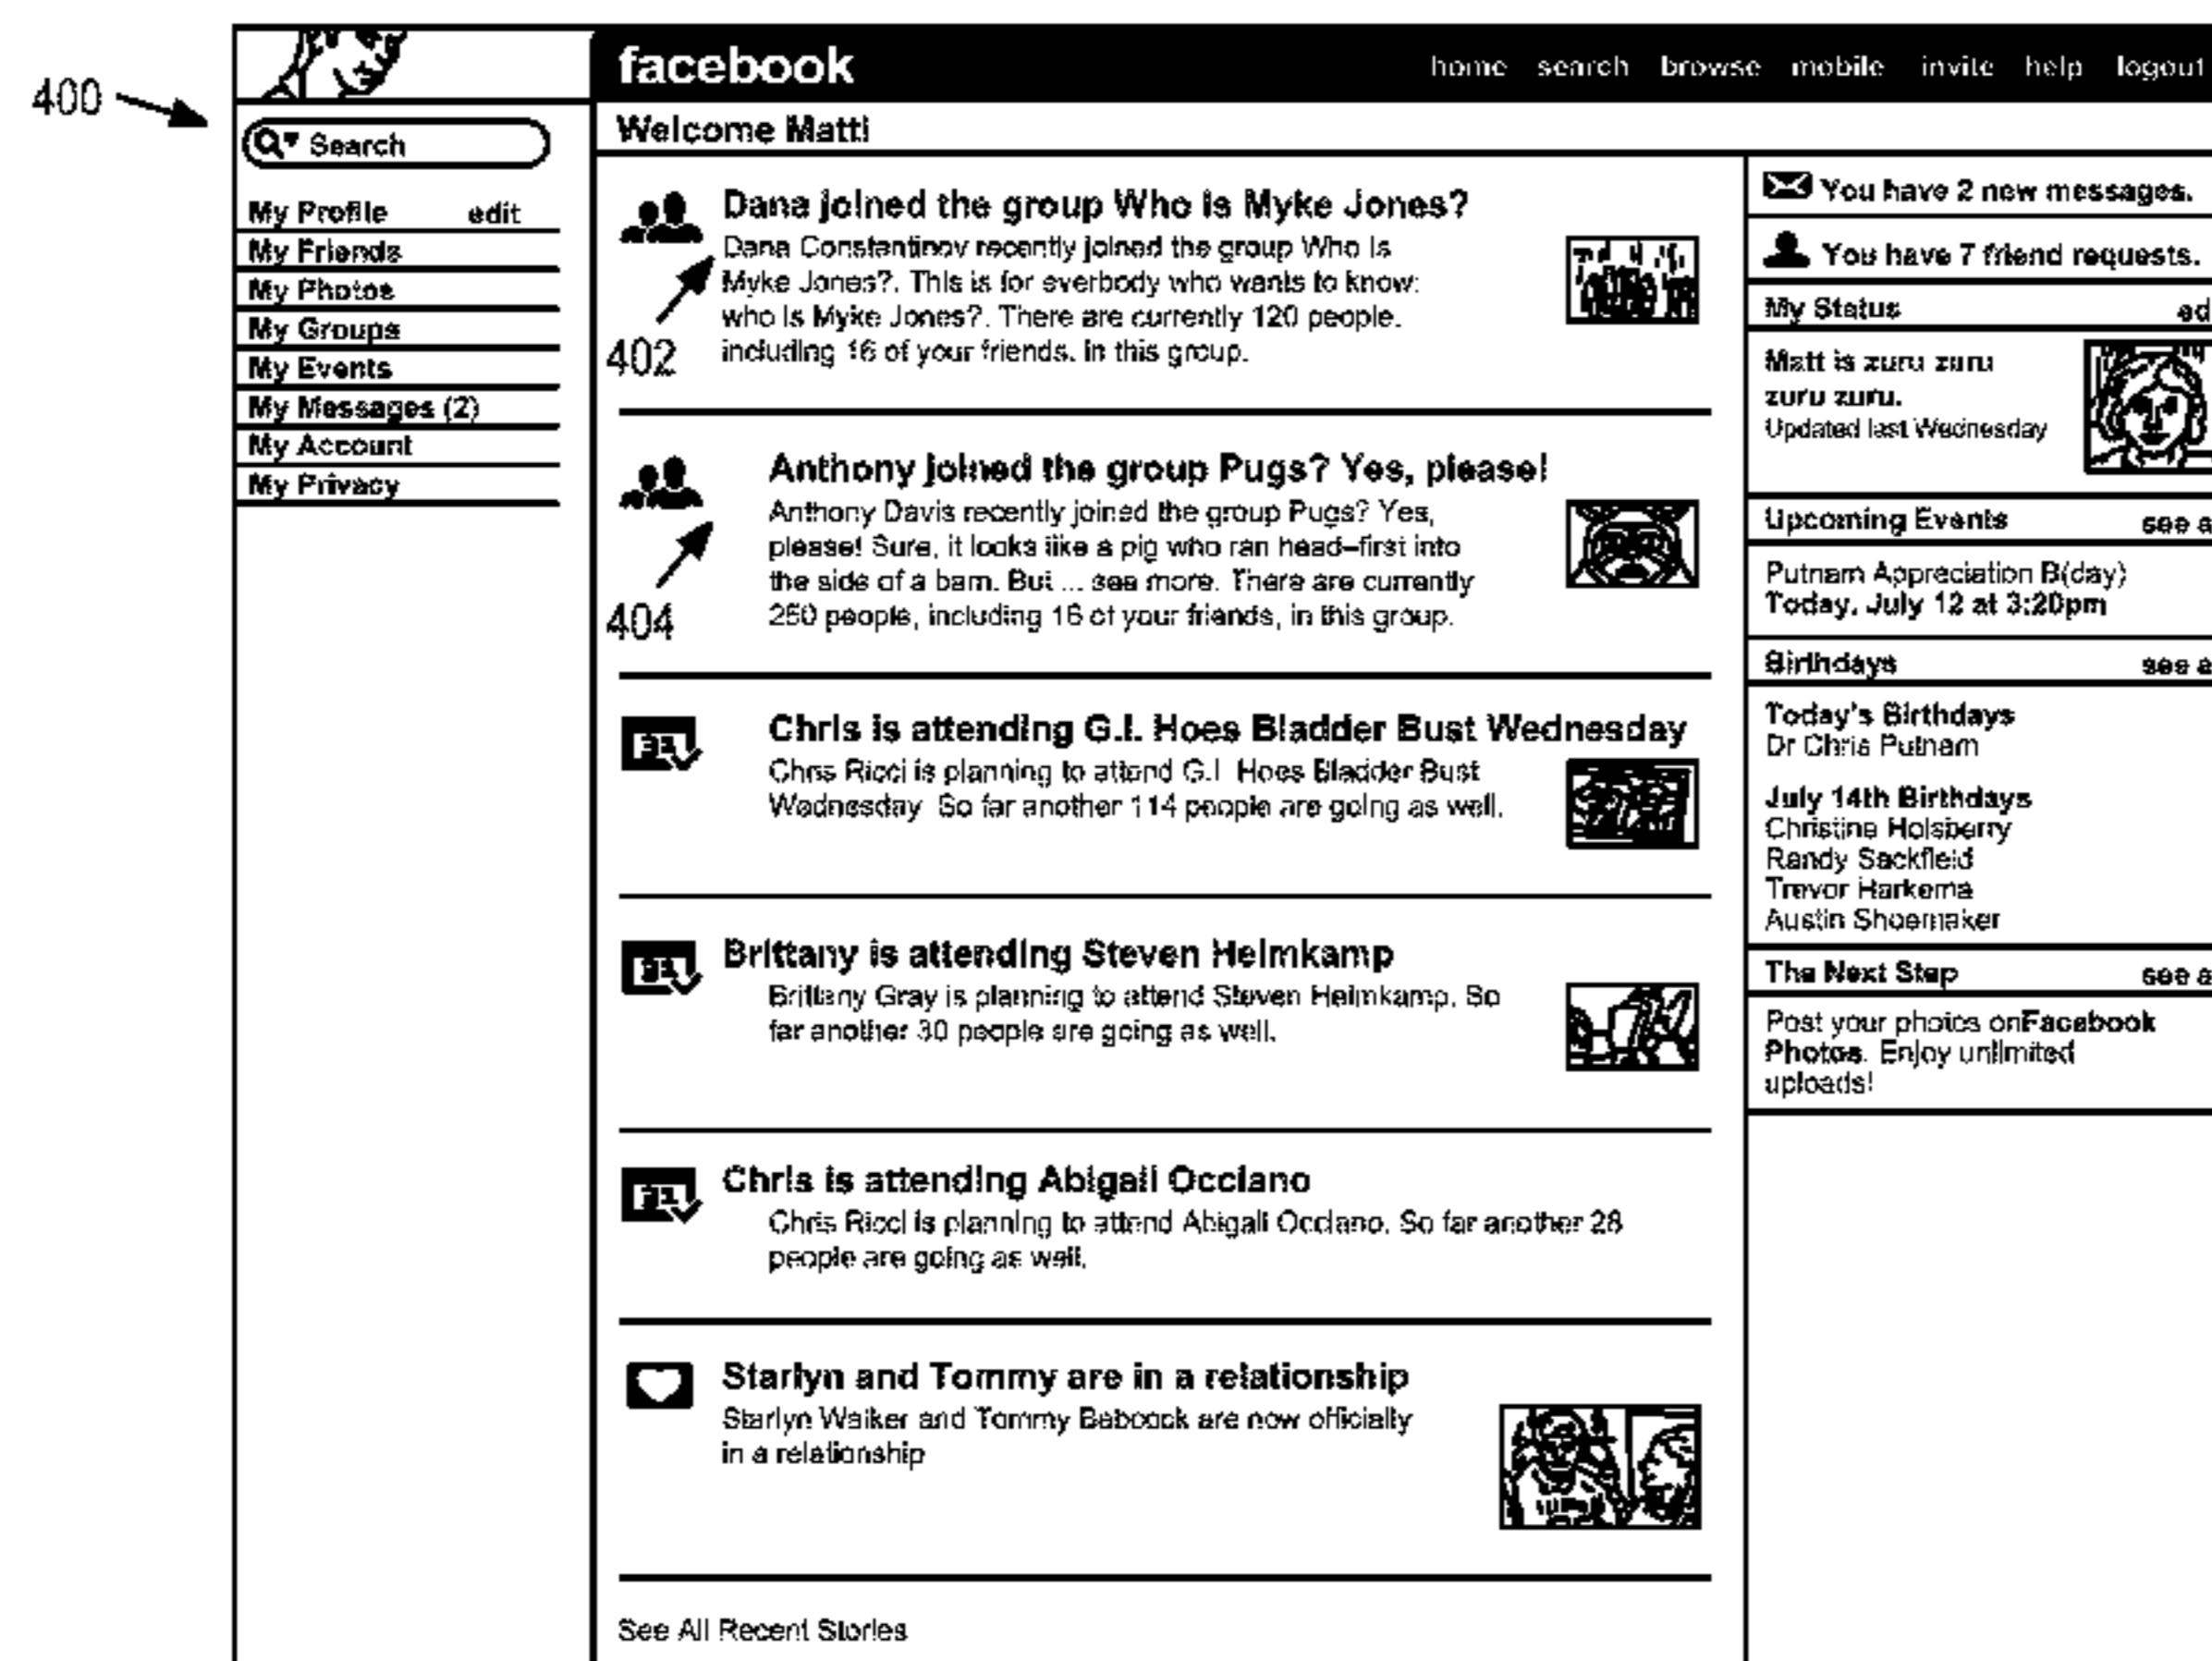 400
facebook
home search browse mobile invite help logout
Search
My Profile edit
My Friends
My Photos
My Groups
My Events
My Messages (2)
My Account
My Privacy
Welcome Matt!
Dana joined the group Who Is Myke Jones?
Dana Constantinov recently joined the group Who Is
Myke Jones?. This is for everbody who wants to know:
who Is Myke Jones?. There are currently 120 people,
including 16 of your friends. In this group.
402
Anthony joined the group Pugs? Yes, please!
Anthony Davis recently joined the group Pugs? Yes,
please! Sure, it looks like a pig who ran head-first into
the side of a barn. But ... see more. There are currently
250 people, including 16 of your friends, in this group.
404
Chris is attending G.I. Hoes Bladder Bust Wednesday
Chris Ricci is planning to attend G.I. Hoes Bladder Bust
Wednesday So far another 114 people are going as well.
Brittany is attending Steven Helmkamp
Brittany Gray is planning to attend Steven Helmkamp. So
far another 30 people are going as well.
Chris is attending Abigail Occiano
Chris Ricci is planning to attend Abigail Occiano. So far another 28
people are going as well.
Starlyn and Tommy are in a relationship
Starlyn Walker and Tommy Babcock are now officially
in a relationship
See All Recent Stories
You have 2 new messages.
You have 7 friend requests.
My Status ed
Matt is zuru zuru
zuru zuru.
Updated last Wednesday
Upcoming Events see a
Putnam Appreciation B(day)
Today, July 12 at 3:20pm
Birthdays see a
Today's Birthdays
Dr Chris Putnam
July 14th Birthdays
Christine Holsberry
Randy Sackfield
Trevor Harkema
Austin Shoemaker
The Next Step see a
Post your photos onFacebook
Photos. Enjoy unlimited
uploads!